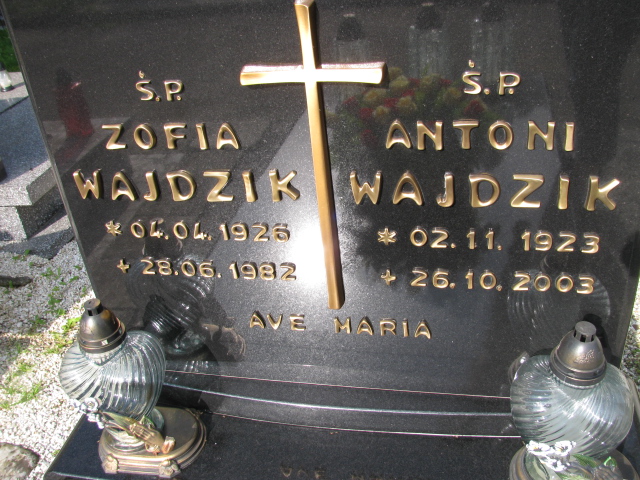 Ś.P.
ZOFIA
WAJDZIK
* 04.04.1926
+ 28.06.1982
Ś.P.
ANTONI
WAJDZIK
* 02.11.1923
+ 26.10.2003
AVE MARIA